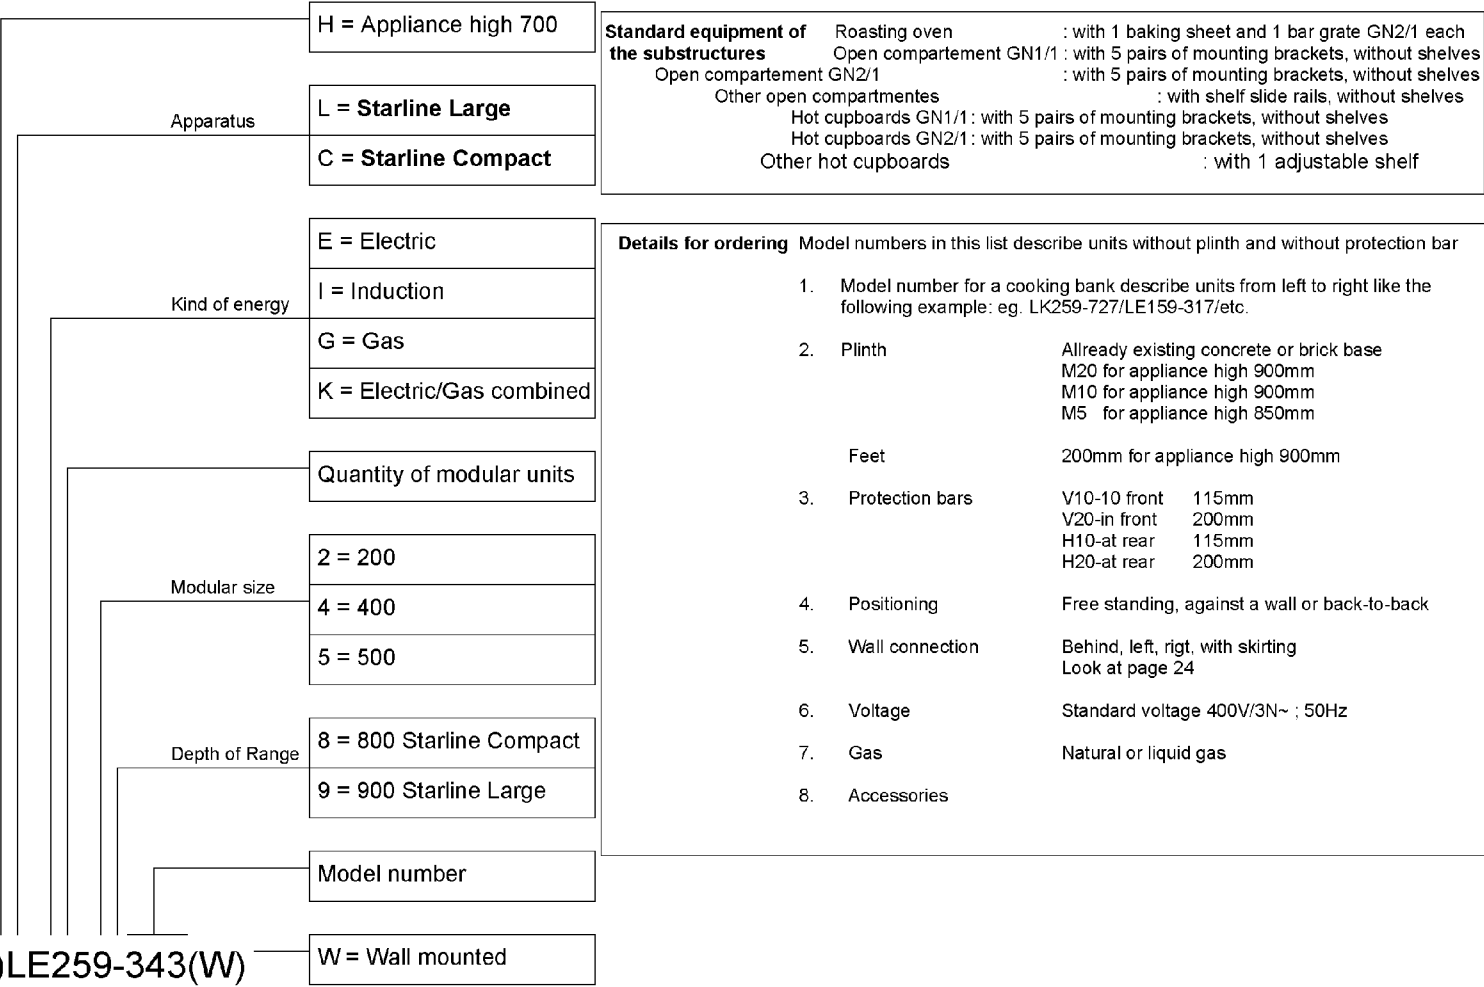 H = Appliance high 700
Apparatus
L = Starline Large
C = Starline Compact
Kind of energy
E = Electric
I = Induction
G = Gas
K = Electric/Gas combined
Quantity of modular units
Modular size
2 = 200
4 = 400
5 = 500
Depth of Range
8 = 800 Starline Compact
9 = 900 Starline Large
Model number
W = Wall mounted
)LE259-343(W)
Standard equipment of Roasting oven : with 1 baking sheet and 1 bar grate GN2/1 each
the substructures Open compartement GN1/1 : with 5 pairs of mounting brackets, without shelves
Open compartement GN2/1 : with 5 pairs of mounting brackets, without shelves
Other open compartmentes : with shelf slide rails, without shelves
Hot cupboards GN1/1 : with 5 pairs of mounting brackets, without shelves
Hot cupboards GN2/1 : with 5 pairs of mounting brackets, without shelves
Other hot cupboards : with 1 adjustable shelf
Details for ordering Model numbers in this list describe units without plinth and without protection bar
1. Model number for a cooking bank describe units from left to right like the
following example: eg. LK259-727/LE159-317/etc.
2. Plinth Allready existing concrete or brick base
M20 for appliance high 900mm
M10 for appliance high 900mm
M5 for appliance high 850mm
Feet 200mm for appliance high 900mm
3. Protection bars V10-10 front 115mm
V20-in front 200mm
H10-at rear 115mm
H20-at rear 200mm
4. Positioning Free standing, against a wall or back-to-back
5. Wall connection Behind, left, rigt, with skirting
Look at page 24
6. Voltage Standard voltage 400V/3N~ ; 50Hz
7. Gas Natural or liquid gas
8. Accessories